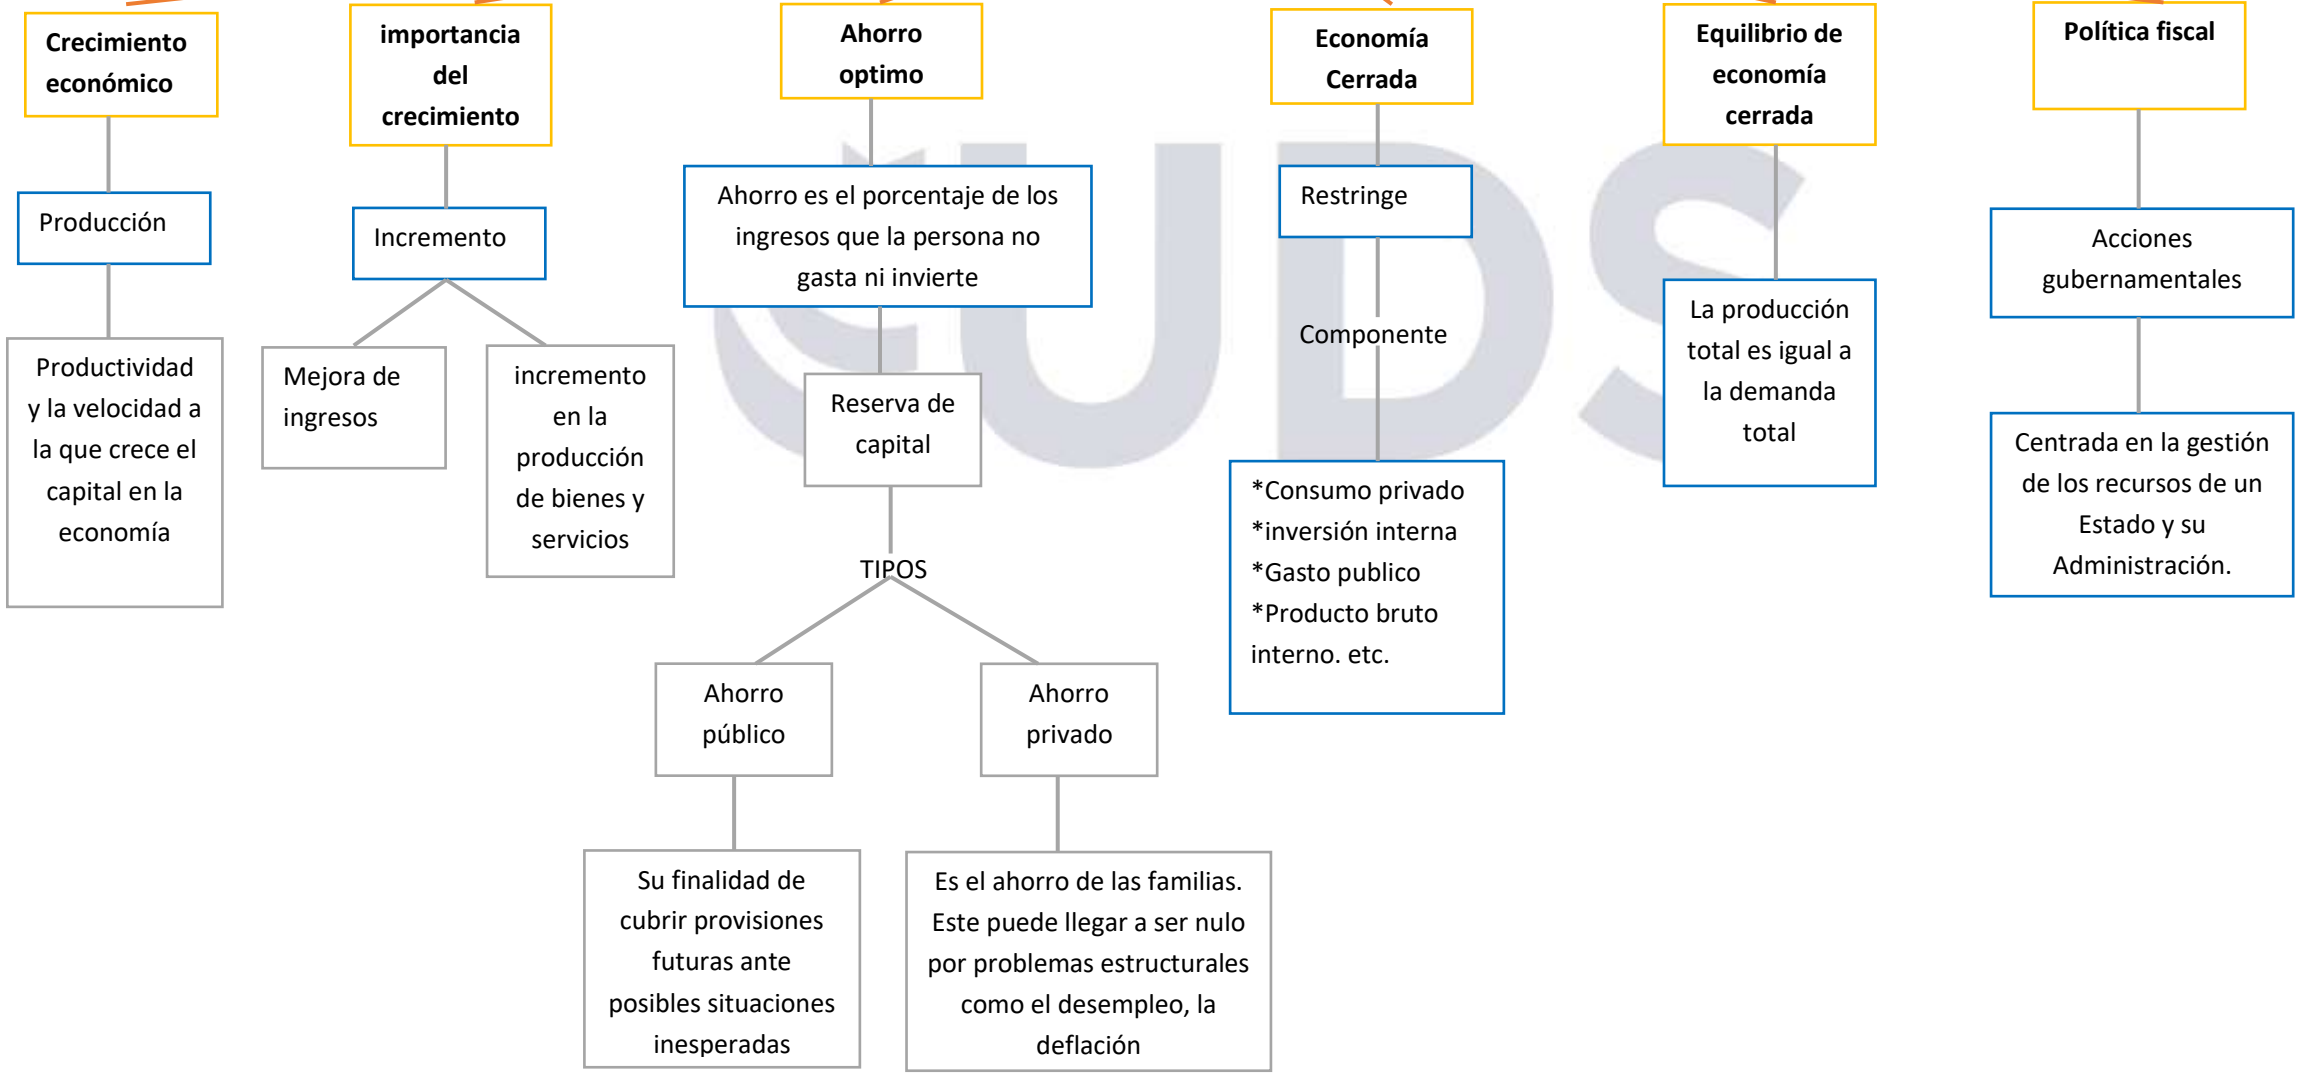 Crecimiento
económico
Producción
Productividad
y la velocidad a
la que crece el
capital en la
economía
importancia
del
crecimiento
Incremento
Mejora de
ingresos
incremento
en la
producción
de bienes y
servicios
Ahorro
optimo
Ahorro es el porcentaje de los
ingresos que la persona no
gasta ni invierte
Reserva de
capital
TIPOS
Ahorro
público
Su finalidad de
cubrir provisiones
futuras ante
posibles situaciones
inesperadas
Ahorro
privado
Es el ahorro de las familias.
Este puede llegar a ser nulo
por problemas estructurales
como el desempleo, la
deflación
Economía
Cerrada
Restringe
Componente
*Consumo privado
*inversión interna
*Gasto publico
*Producto bruto
interno. etc.
Equilibrio de
economía
cerrada
La producción
total es igual a
la demanda
total
Política fiscal
Acciones
gubernamentales
Centrada en la gestión
de los recursos de un
Estado y su
Administración.
UDS